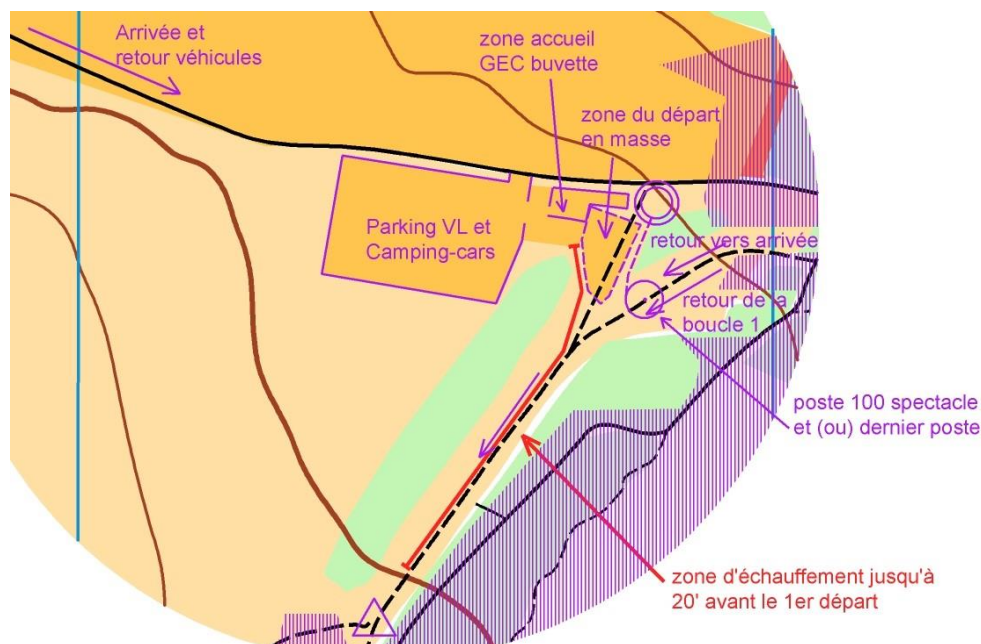 Arrivée et
retour véhicules
zone accueil
GEC buvette
zone du départ
en masse
Parking VL et
Camping-cars
retour vers arrivée
retour de la
boucle 1
poste 100 spectacle
et (ou) dernier poste
zone d'échauffement jusqu'à
20' avant le 1er départ